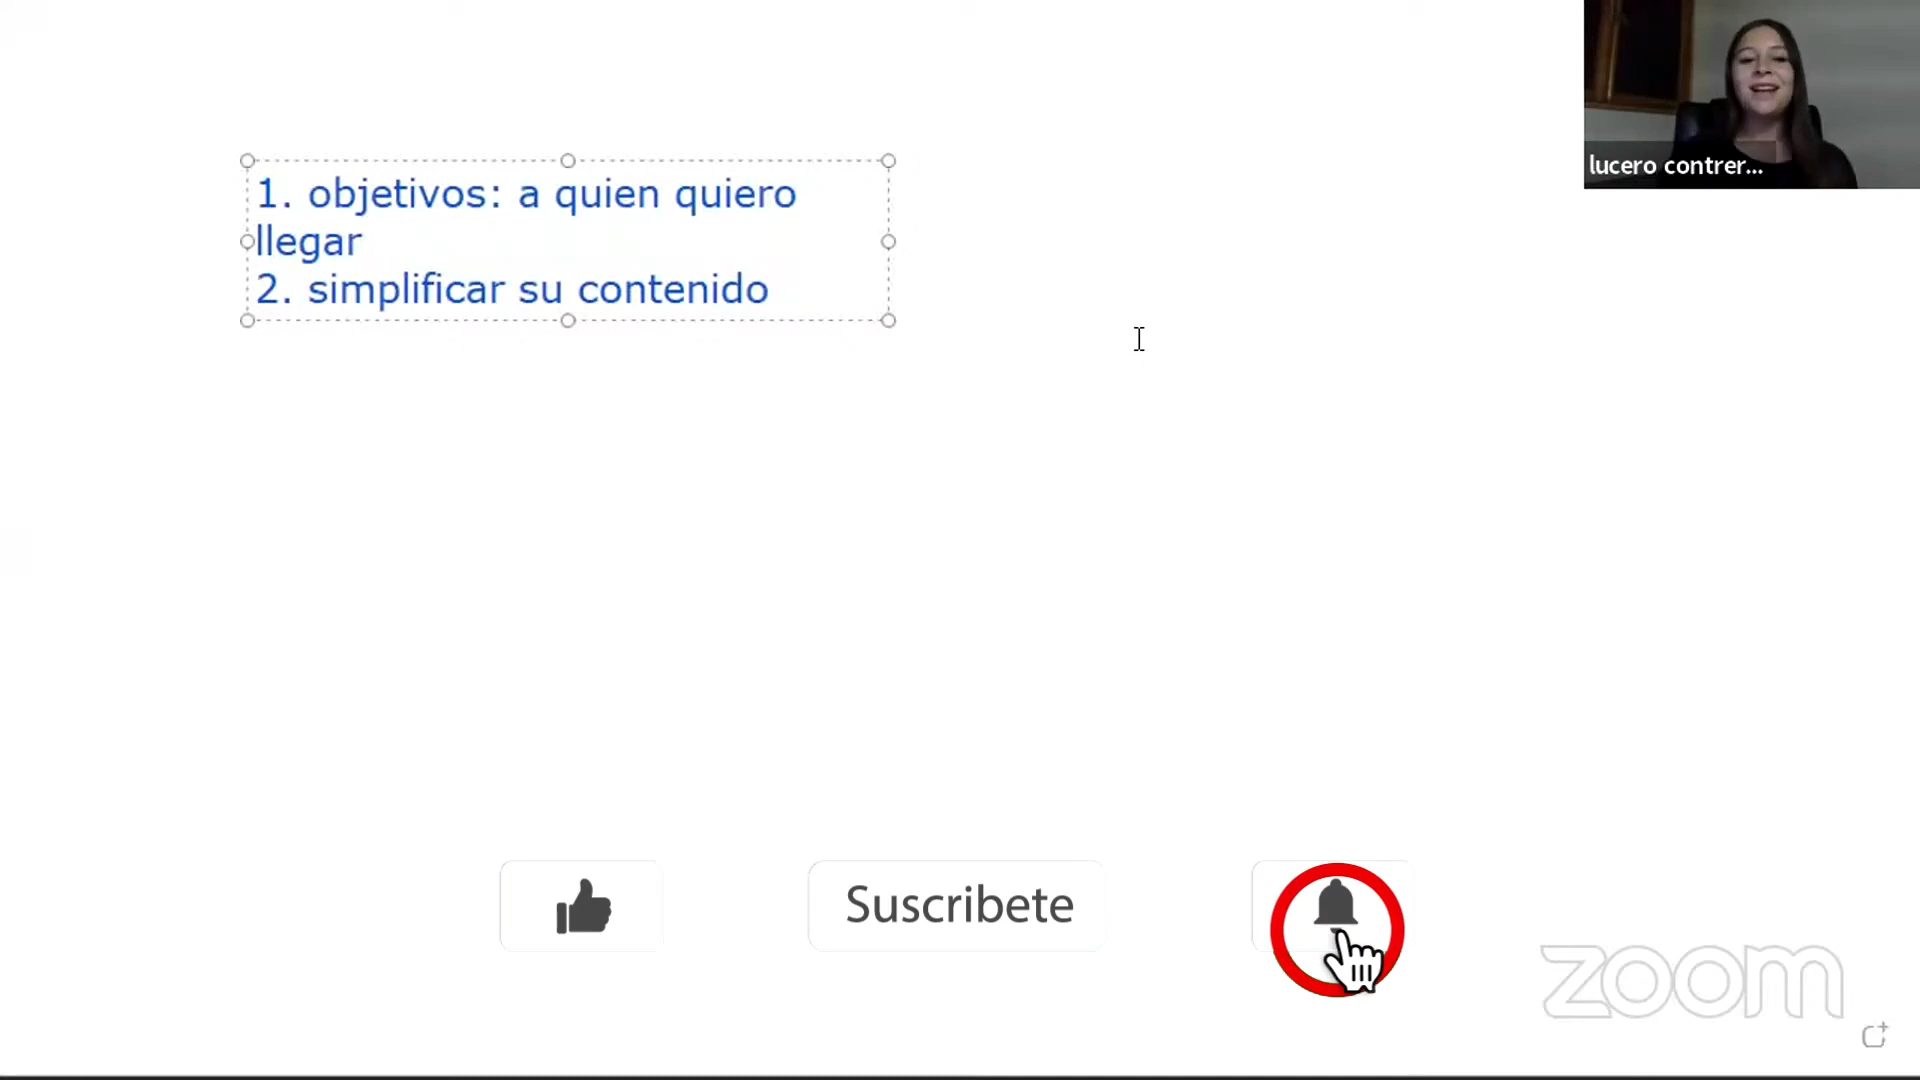 lucero contrer...
1. objetivos: a quien quiero
llegar
2. simplificar su contenido
Suscribete
zoom